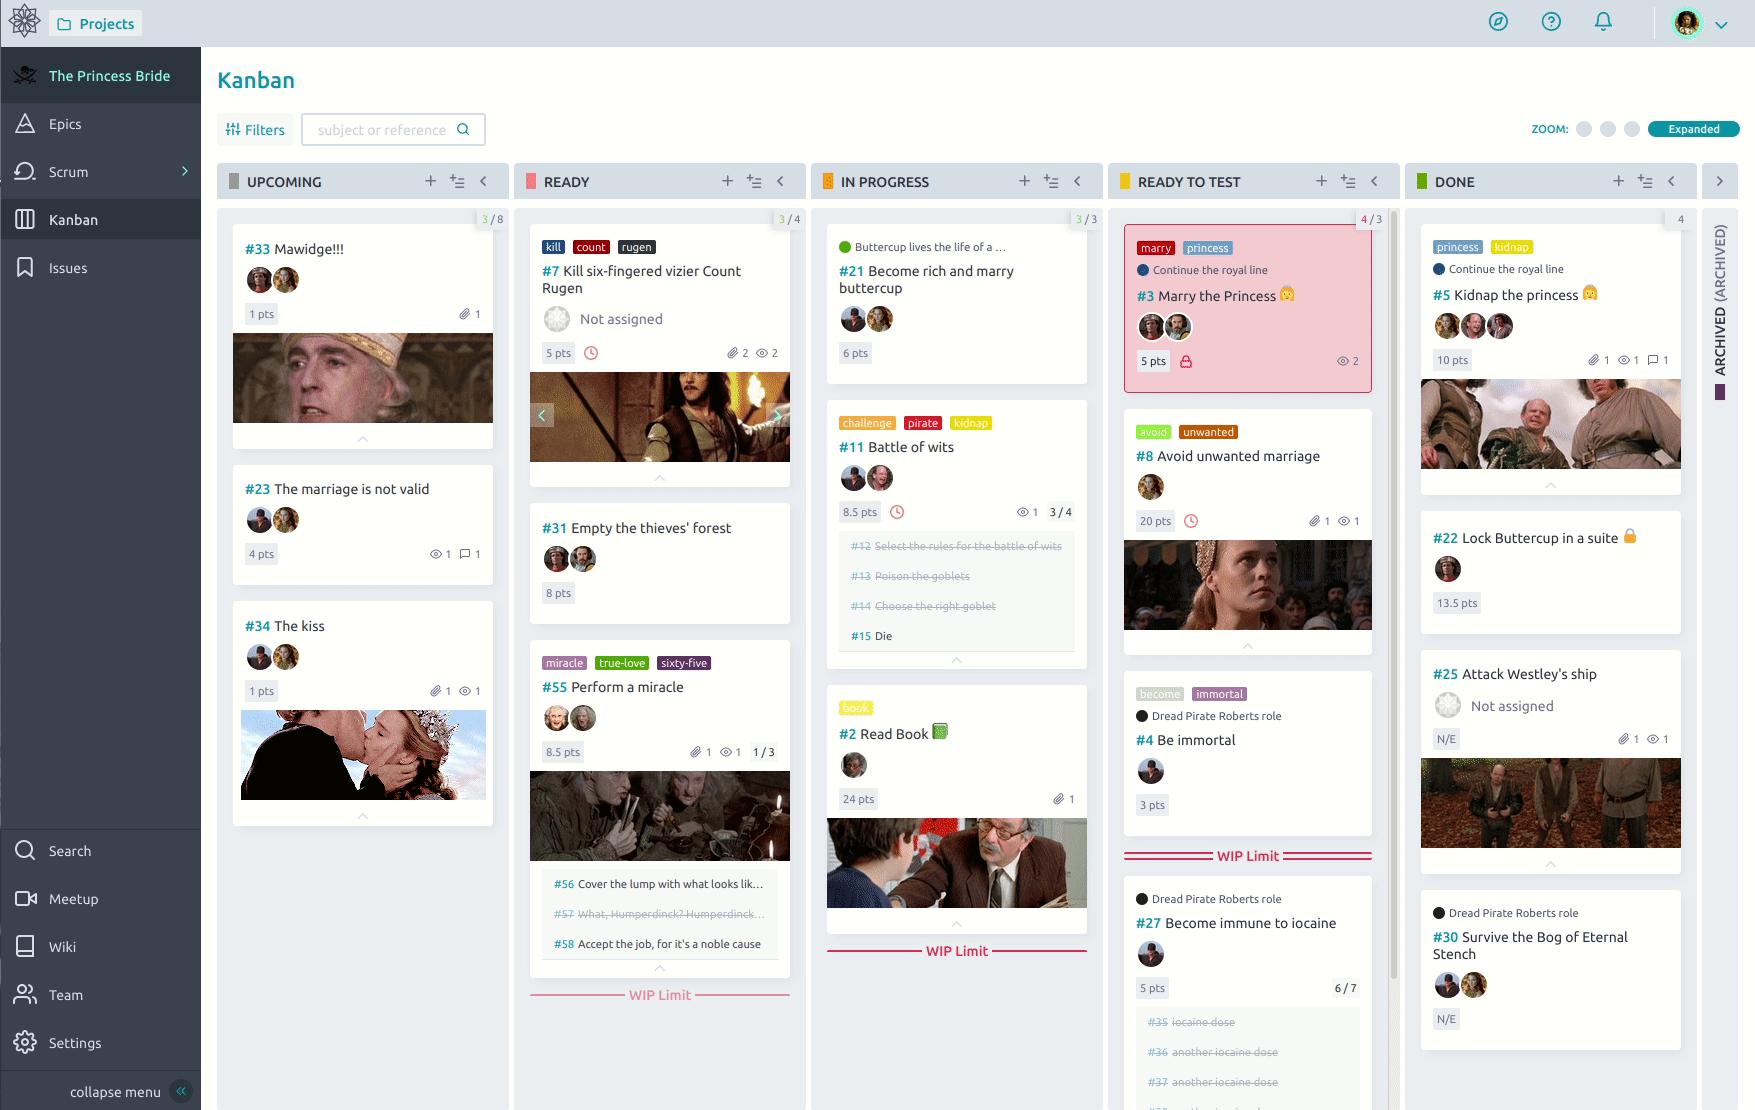 Projects
The Princess Bride
Epics
Scrum
Kanban
Issues
Search
Meetup
Wiki
Team
Settings
collapse menu
Kanban
Filters
subject or reference
ZOOM:
Expanded
UPCOMING
3 / 8
#33 Mawidge!!!
1 pts
1
#23 The marriage is not valid
4 pts
1
1
#34 The kiss
1 pts
1
1
READY
3 / 4
kill
count
rugen
#7 Kill six-fingered vizier Count
Rugen
Not assigned
5 pts
2
2
#31 Empty the thieves' forest
8 pts
miracle
true-love
sixty-five
#55 Perform a miracle
8.5 pts
1
1
1 / 3
#56 Cover the lump with what looks lik...
#57 What, Humperdinck? Humperdinck...
#58 Accept the job, for it's a noble cause
WIP Limit
IN PROGRESS
3 / 3
Buttercup lives the life of a ...
#21 Become rich and marry
buttercup
6 pts
challenge
pirate
kidnap
#11 Battle of wits
8.5 pts
1
3 / 4
#12 Select the rules for the battle of wits
#13 Poison the goblets
#14 Choose the right goblet
#15 Die
book
#2 Read Book
24 pts
1
WIP Limit
READY TO TEST
4 / 3
marry
princess
Continue the royal line
#3 Marry the Princess
5 pts
2
avoid
unwanted
#8 Avoid unwanted marriage
20 pts
1
1
become
immortal
Dread Pirate Roberts role
#4 Be immortal
3 pts
WIP Limit
Dread Pirate Roberts role
#27 Become immune to iocaine
5 pts
6 / 7
#35 iocaine dose
#36 another iocaine dose
#37 another iocaine dose
DONE
4
princess
kidnap
Continue the royal line
#5 Kidnap the princess
10 pts
1
1
1
#22 Lock Buttercup in a suite
13.5 pts
#25 Attack Westley's ship
Not assigned
N/E
1
1
Dread Pirate Roberts role
#30 Survive the Bog of Eternal
Stench
N/E
ARCHIVED (ARCHIVED)